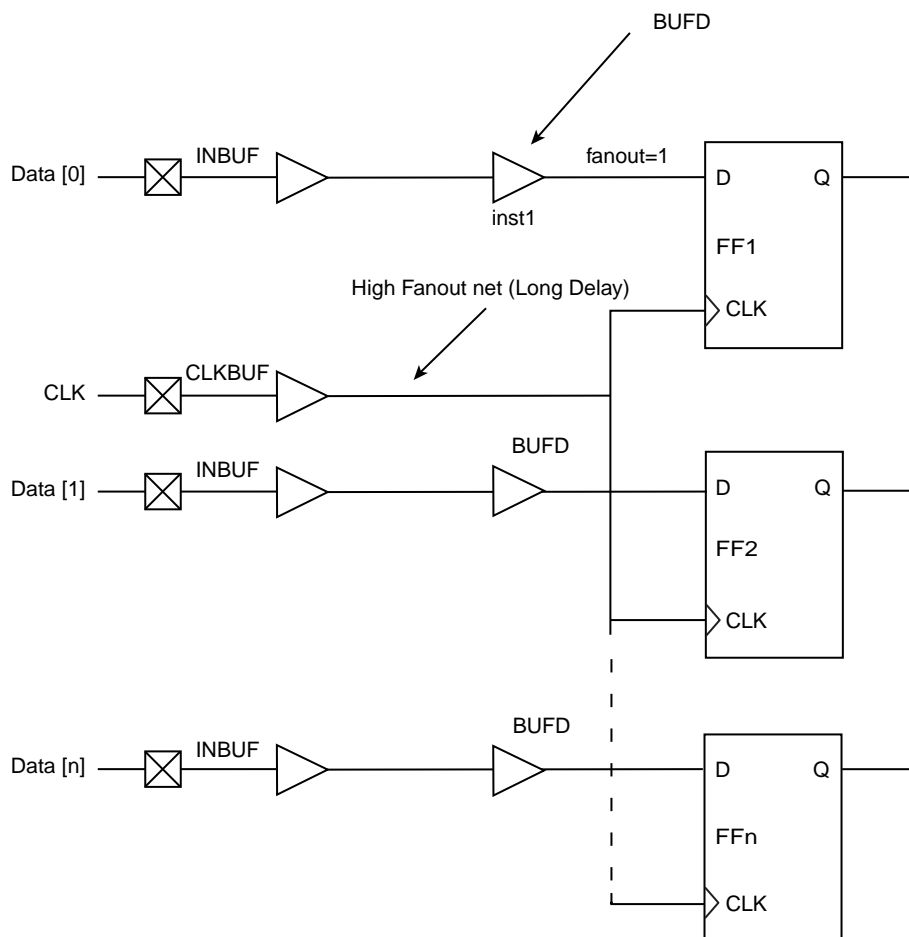 BUFD
Data [0]
INBUF
fanout=1
D
Q
inst1
FF1
High Fanout net (Long Delay)
CLK
CLK
CLKBUF
Data [1]
INBUF
BUFD
D
Q
FF2
CLK
Data [n]
INBUF
BUFD
D
Q
FFn
CLK